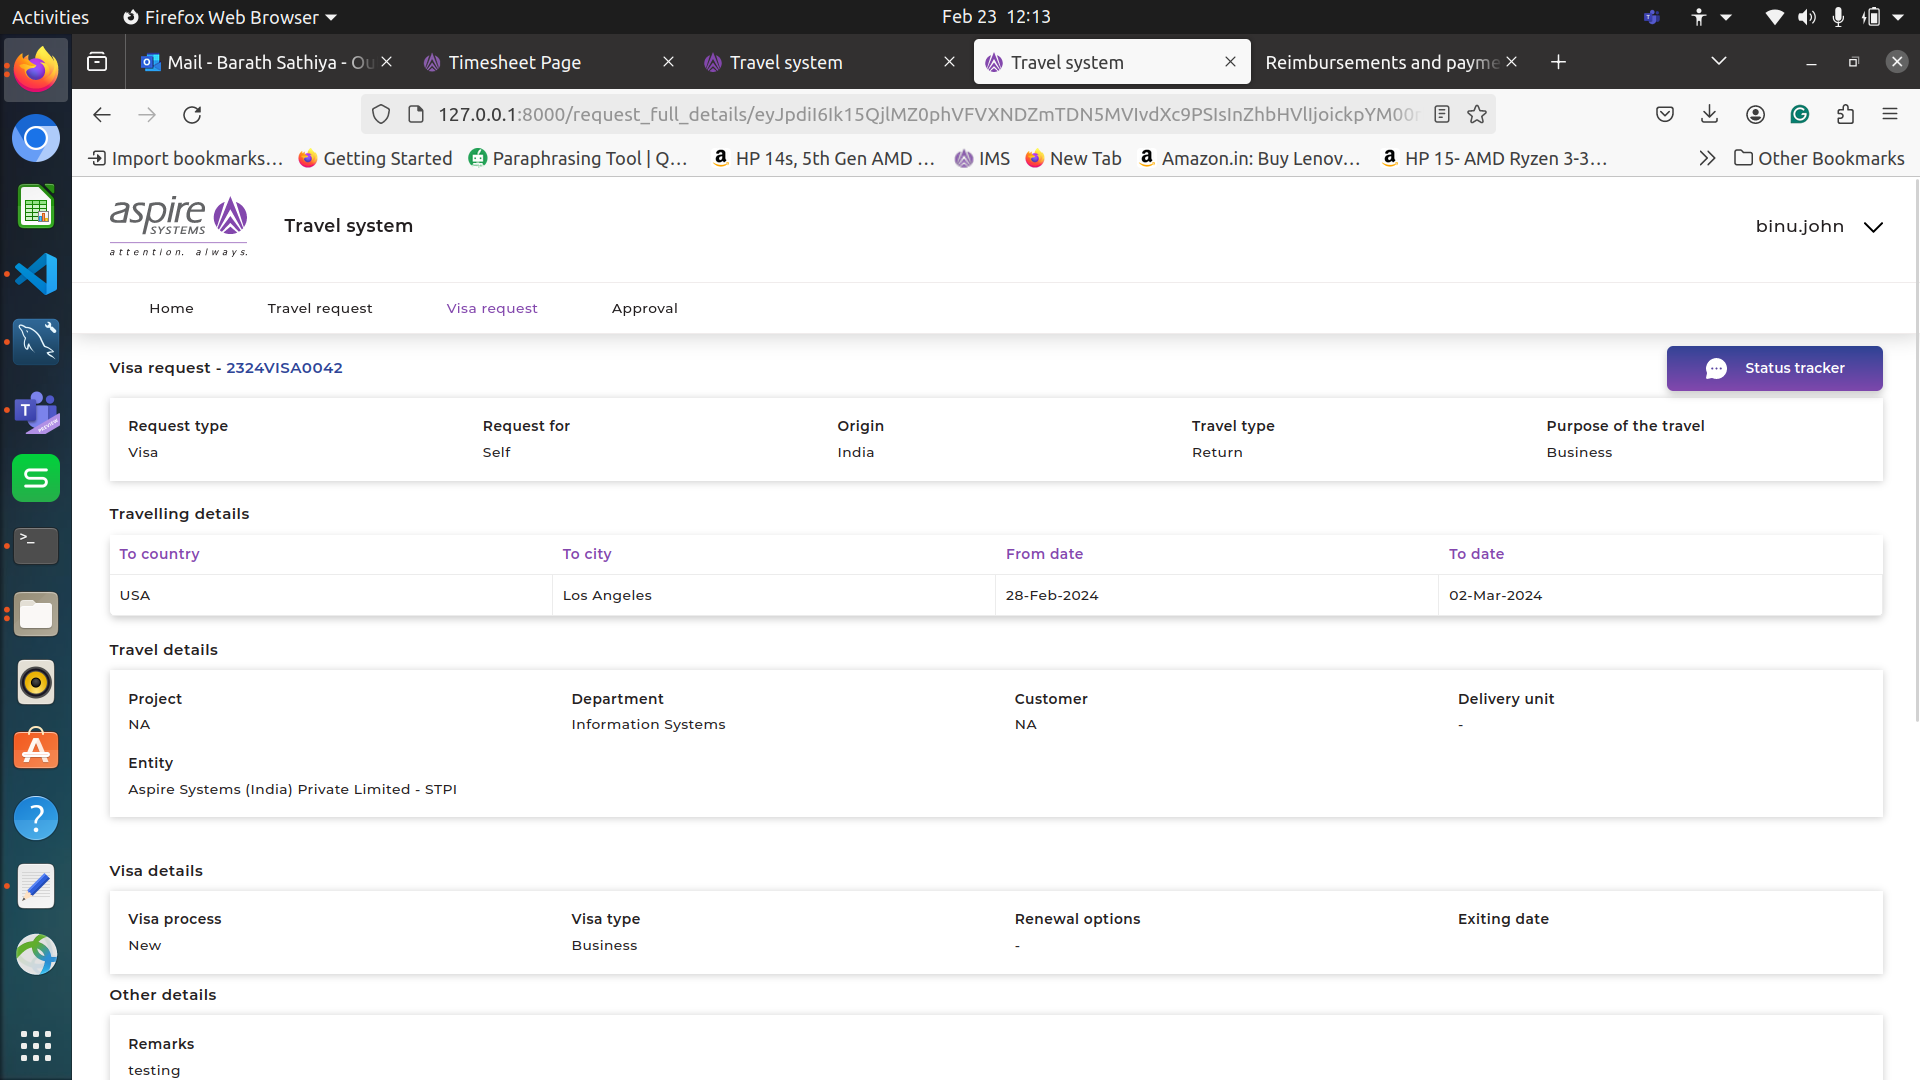 Activities Firefox Web Browser Feb 23 12:13
Mail - Barath Sathiya - Ou Timesheet Page Travel system Travel system Reimbursements and payme
127.0.0.1:8000/request_full_details/
Import bookmarks... Getting Started Paraphrasing Tool | Q... HP 14s, 5th Gen AMD ... IMS New Tab Amazon.in: Buy Lenov... HP 15- AMD Ryzen 3-3... Other Bookmarks
aspire
SYSTEMS
attention. always.
Travel system
binu.john
Home Travel request Visa request Approval
Visa request - 2324VISA0042
Status tracker
Request type Request for Origin Travel type Purpose of the travel
Visa Self India Return Business
Travelling details
To country To city From date To date
USA Los Angeles 28-Feb-2024 02-Mar-2024
Travel details
Project Department Customer Delivery unit
NA Information Systems NA -
Entity
Aspire Systems (India) Private Limited - STPI
Visa details
Visa process Visa type Renewal options Exiting date
New Business -
Other details
Remarks
testing